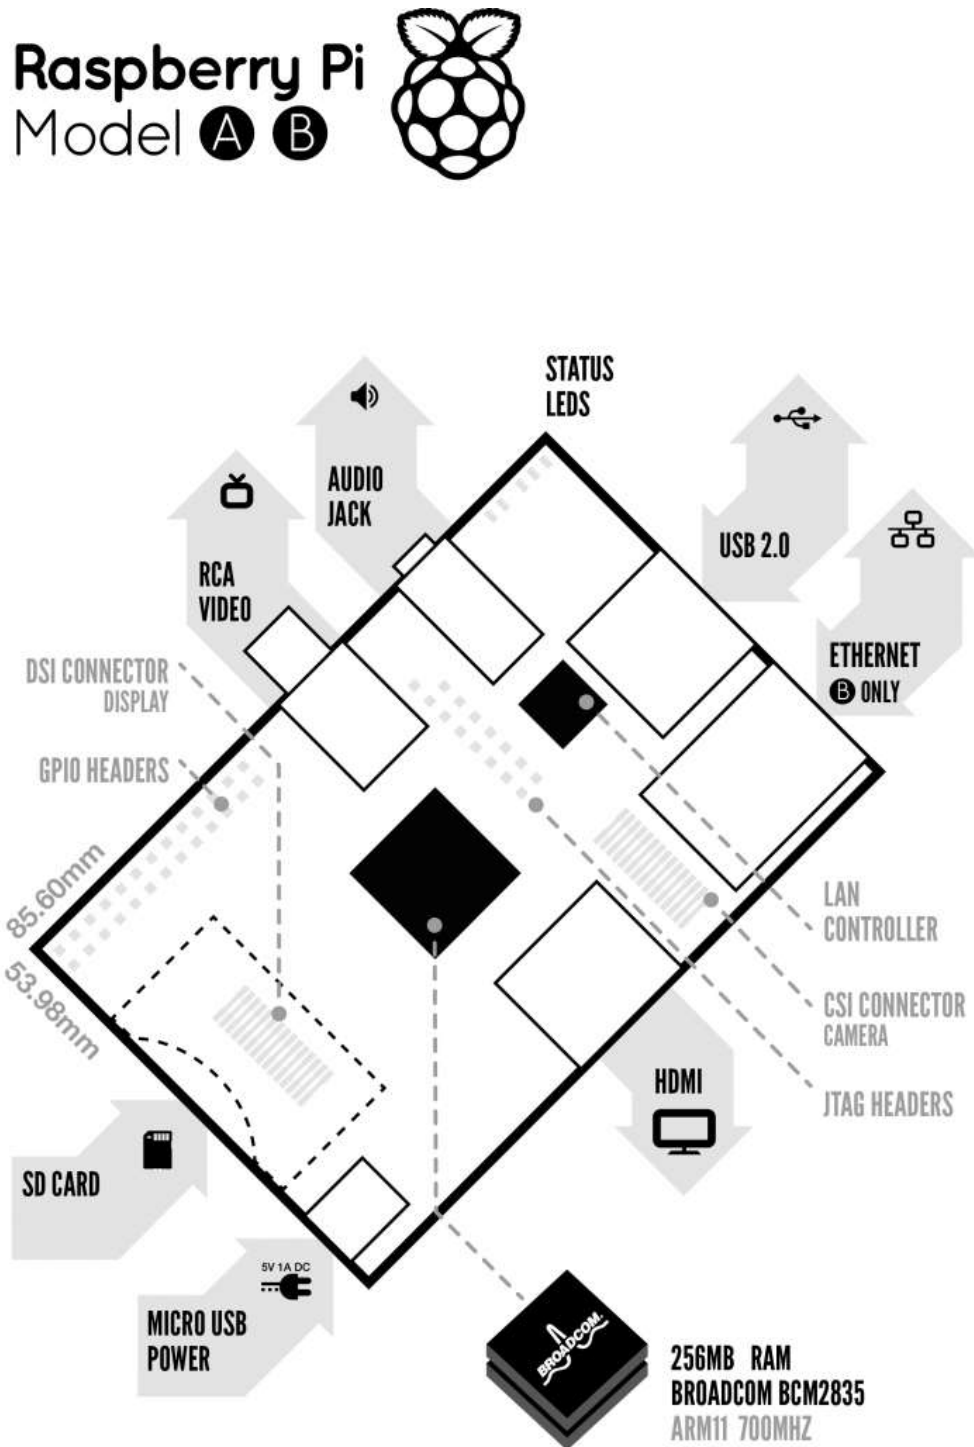 Raspberry Pi
Model A B
STATUS
LEDS
AUDIO
JACK
RCA
VIDEO
USB 2.0
ETHERNET
B ONLY
DSI CONNECTOR
DISPLAY
GPIO HEADERS
85.60mm
53.98mm
LAN
CONTROLLER
CSI CONNECTOR
CAMERA
JTAG HEADERS
HDMI
SD CARD
5V 1A DC
MICRO USB
POWER
BROADCOM.
256MB RAM
BROADCOM BCM2835
ARM11 700MHZ